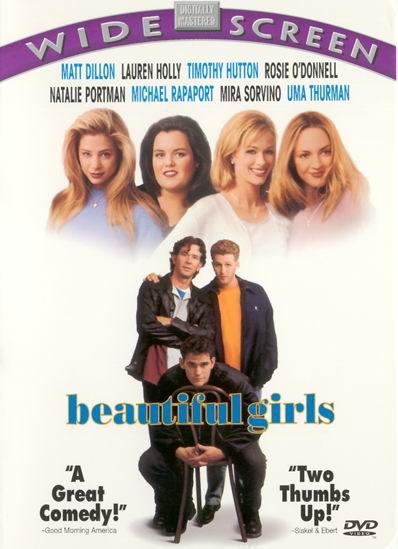 WIDE SCREEN
DIGITALLY
MASTERED
MATT DILLON LAUREN HOLLY TIMOTHY HUTTON ROSIE O'DONNELL
NATALIE PORTMAN MICHAEL RAPAPORT MIRA SORVINO UMA THURMAN
beautiful girls
"A
Great
Comedy!"
~Good Morning America
"Two
Thumbs
Up!"
~Siskel & Ebert
DVD
VIDEO